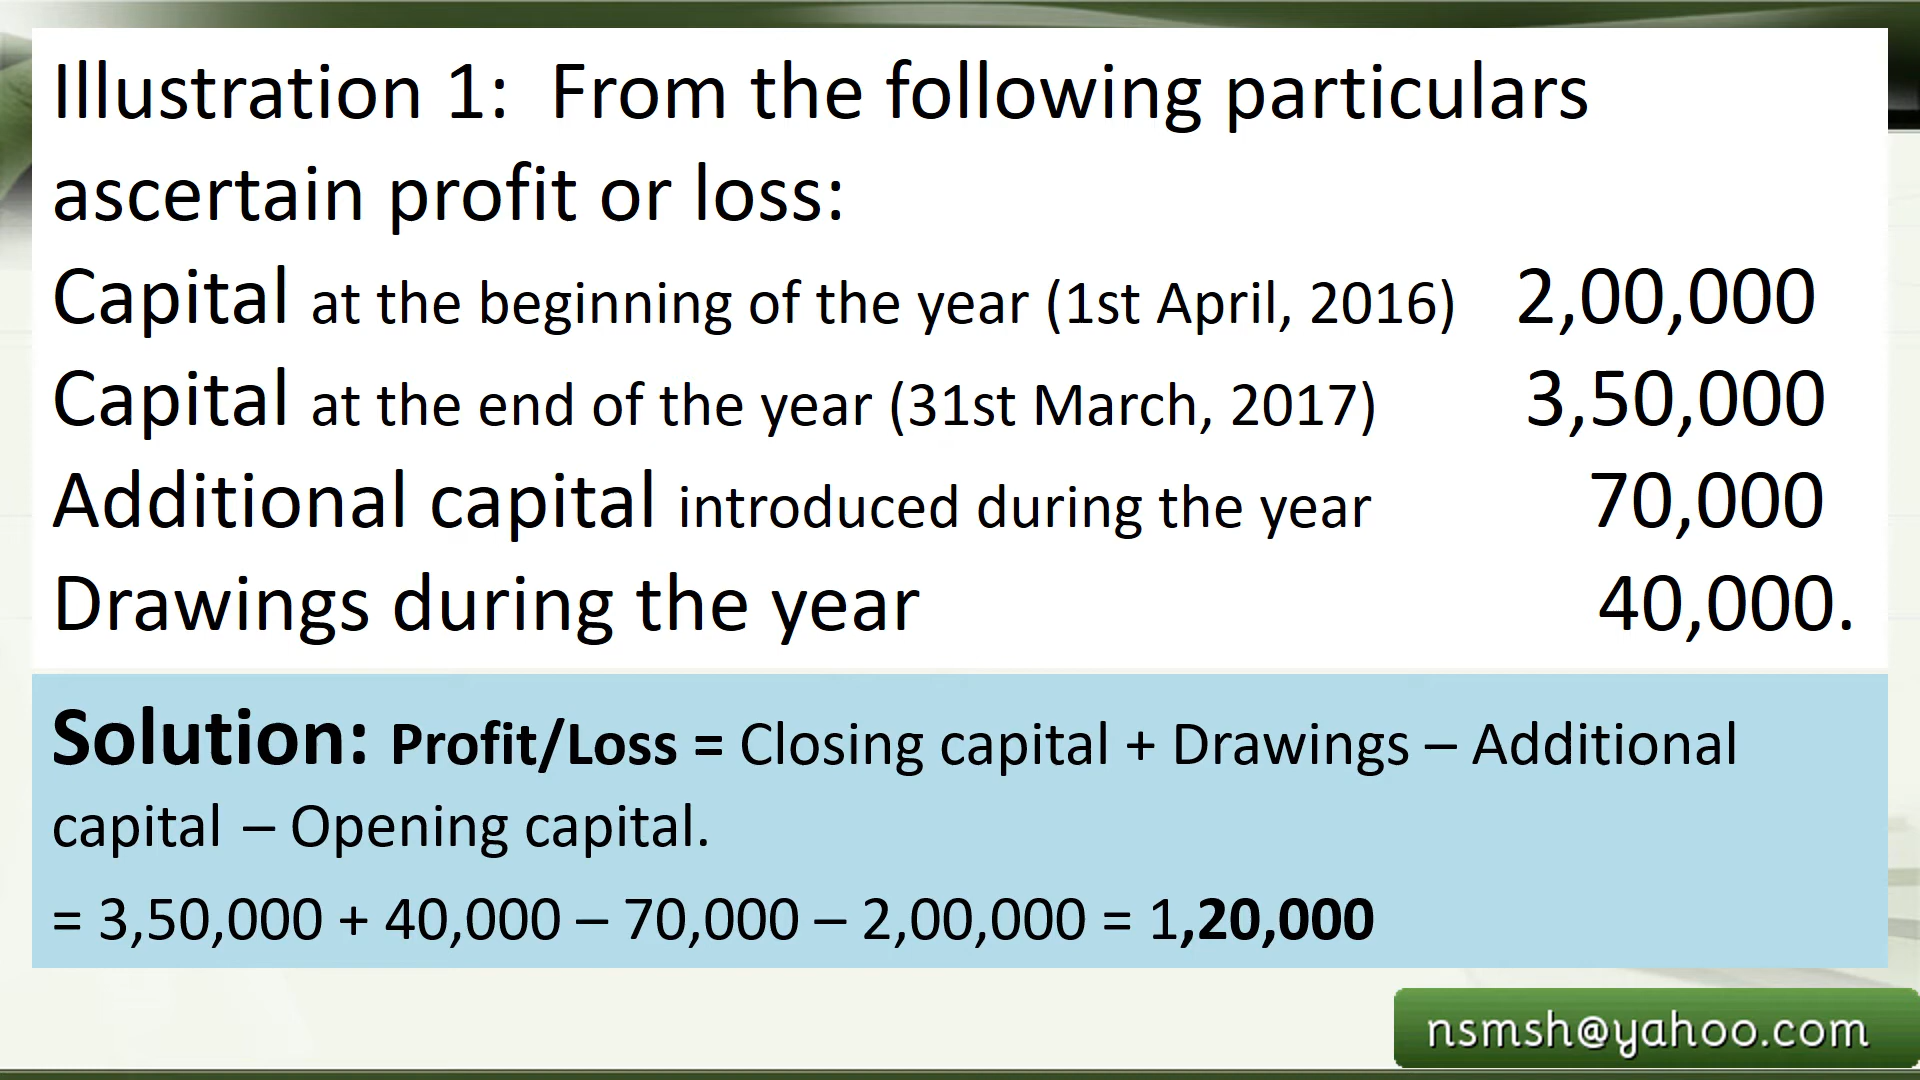 Illustration 1:  From the following particulars
ascertain profit or loss:
Capital at the beginning of the year (1st April, 2016) 2,00,000
Capital at the end of the year (31st March, 2017) 3,50,000
Additional capital introduced during the year 70,000
Drawings during the year 40,000.
Solution: Profit/Loss = Closing capital + Drawings – Additional
capital – Opening capital.
= 3,50,000 + 40,000 – 70,000 – 2,00,000 = 1,20,000
nsmsh@yahoo.com